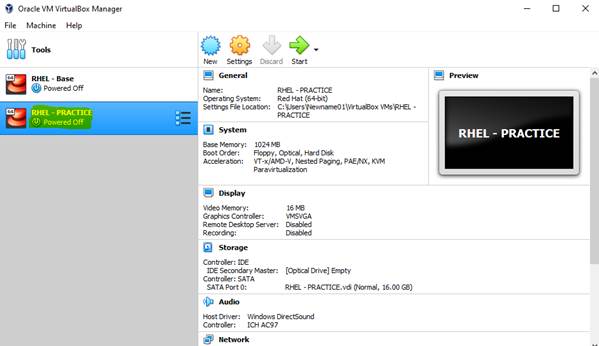 Oracle VM VirtualBox Manager
File Machine Help
Tools
64 RHEL - Base
Powered Off
64 RHEL - PRACTICE
Powered Off
New Settings Discard Start
General
Name: RHEL - PRACTICE
Operating System: Red Hat (64-bit)
Settings File Location: C:\Users\Newname01\VirtualBox VMs\RHEL -
PRACTICE
System
Base Memory: 1024 MB
Boot Order: Floppy, Optical, Hard Disk
Acceleration: VT-x/AMD-V, Nested Paging, PAE/NX, KVM
Paravirtualization
Preview
RHEL - PRACTICE
Display
Video Memory: 16 MB
Graphics Controller: VMSVGA
Remote Desktop Server: Disabled
Recording: Disabled
Storage
Controller: IDE
IDE Secondary Master: [Optical Drive] Empty
Controller: SATA
SATA Port 0: RHEL - PRACTICE.vdi (Normal, 16.00 GB)
Audio
Host Driver: Windows DirectSound
Controller: ICH AC97
Network